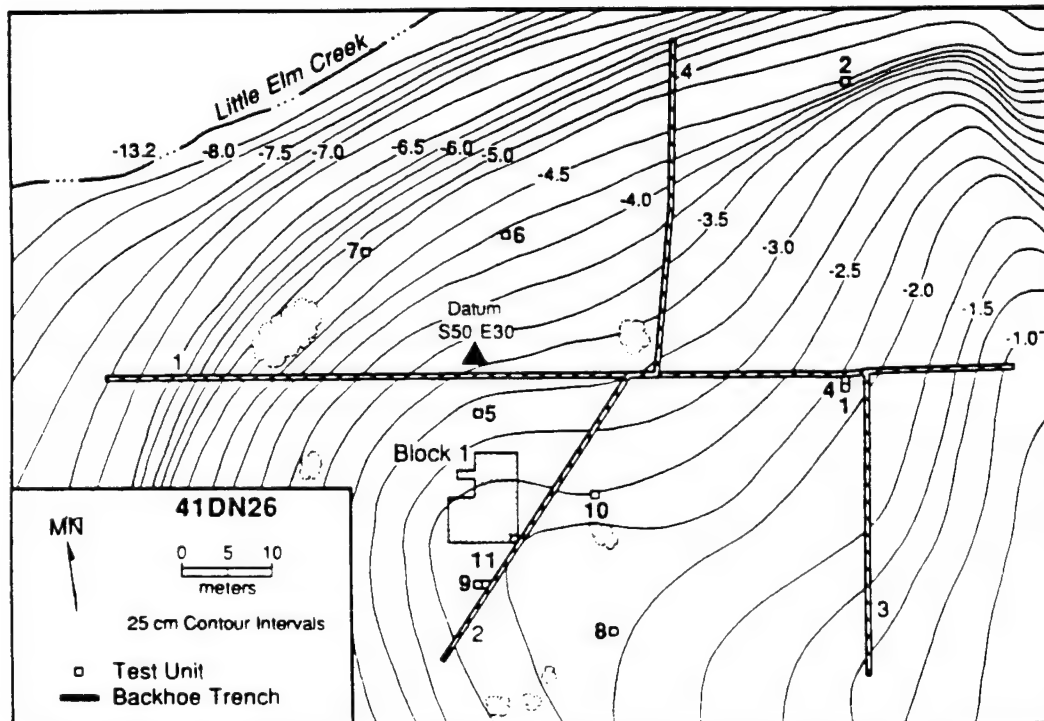 Little Elm Creek
4
2
-13.2
-8.0
-7.5
-7.0
-6.5
-6.0
-5.0
-4.5
-4.0
-3.5
-3.0
-2.5
-2.0
-1.5
-1.0
7
6
Datum
S50 E30
1
4
1
5
Block 1
10
11
9
8
2
3
41DN26
MN
0 5 10
meters
25 cm Contour Intervals
Test Unit
Backhoe Trench